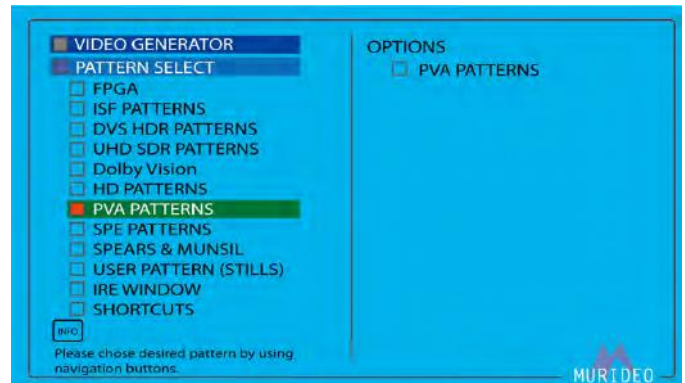 VIDEO GENERATOR
PATTERN SELECT
FPGA
ISF PATTERNS
DVS HDR PATTERNS
UHD SDR PATTERNS
Dolby Vision
HD PATTERNS
PVA PATTERNS
SPE PATTERNS
SPEARS & MUNSIL
USER PATTERN (STILLS)
IRE WINDOW
SHORTCUTS
INFO
Please chose desired pattern by using
navigation buttons.
OPTIONS
PVA PATTERNS
MURIDEO